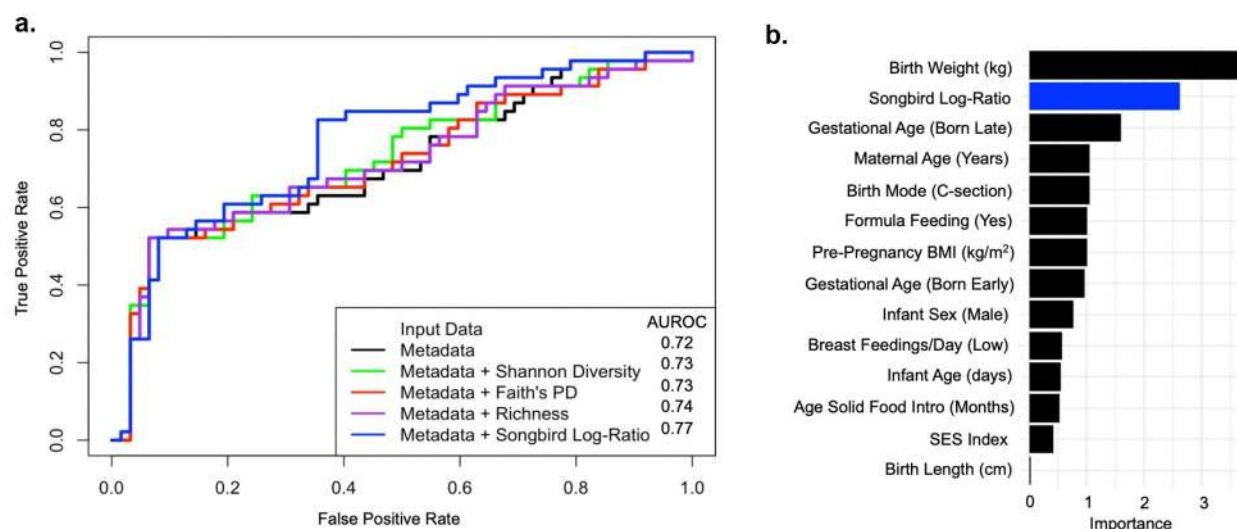 a.
True Positive Rate
1.0
0.8
0.6
0.4
0.2
0.0
0.0 0.2 0.4 0.6 0.8 1.0
False Positive Rate
Input Data AUROC
Metadata 0.72
Metadata + Shannon Diversity 0.73
Metadata + Faith's PD 0.73
Metadata + Richness 0.74
Metadata + Songbird Log-Ratio 0.77
b.
Birth Weight (kg)
Songbird Log-Ratio
Gestational Age (Born Late)
Maternal Age (Years)
Birth Mode (C-section)
Formula Feeding (Yes)
Pre-Pregnancy BMI (kg/m²)
Gestational Age (Born Early)
Infant Sex (Male)
Breast Feedings/Day (Low)
Infant Age (days)
Age Solid Food Intro (Months)
SES Index
Birth Length (cm)
0 1 2 3
Importance